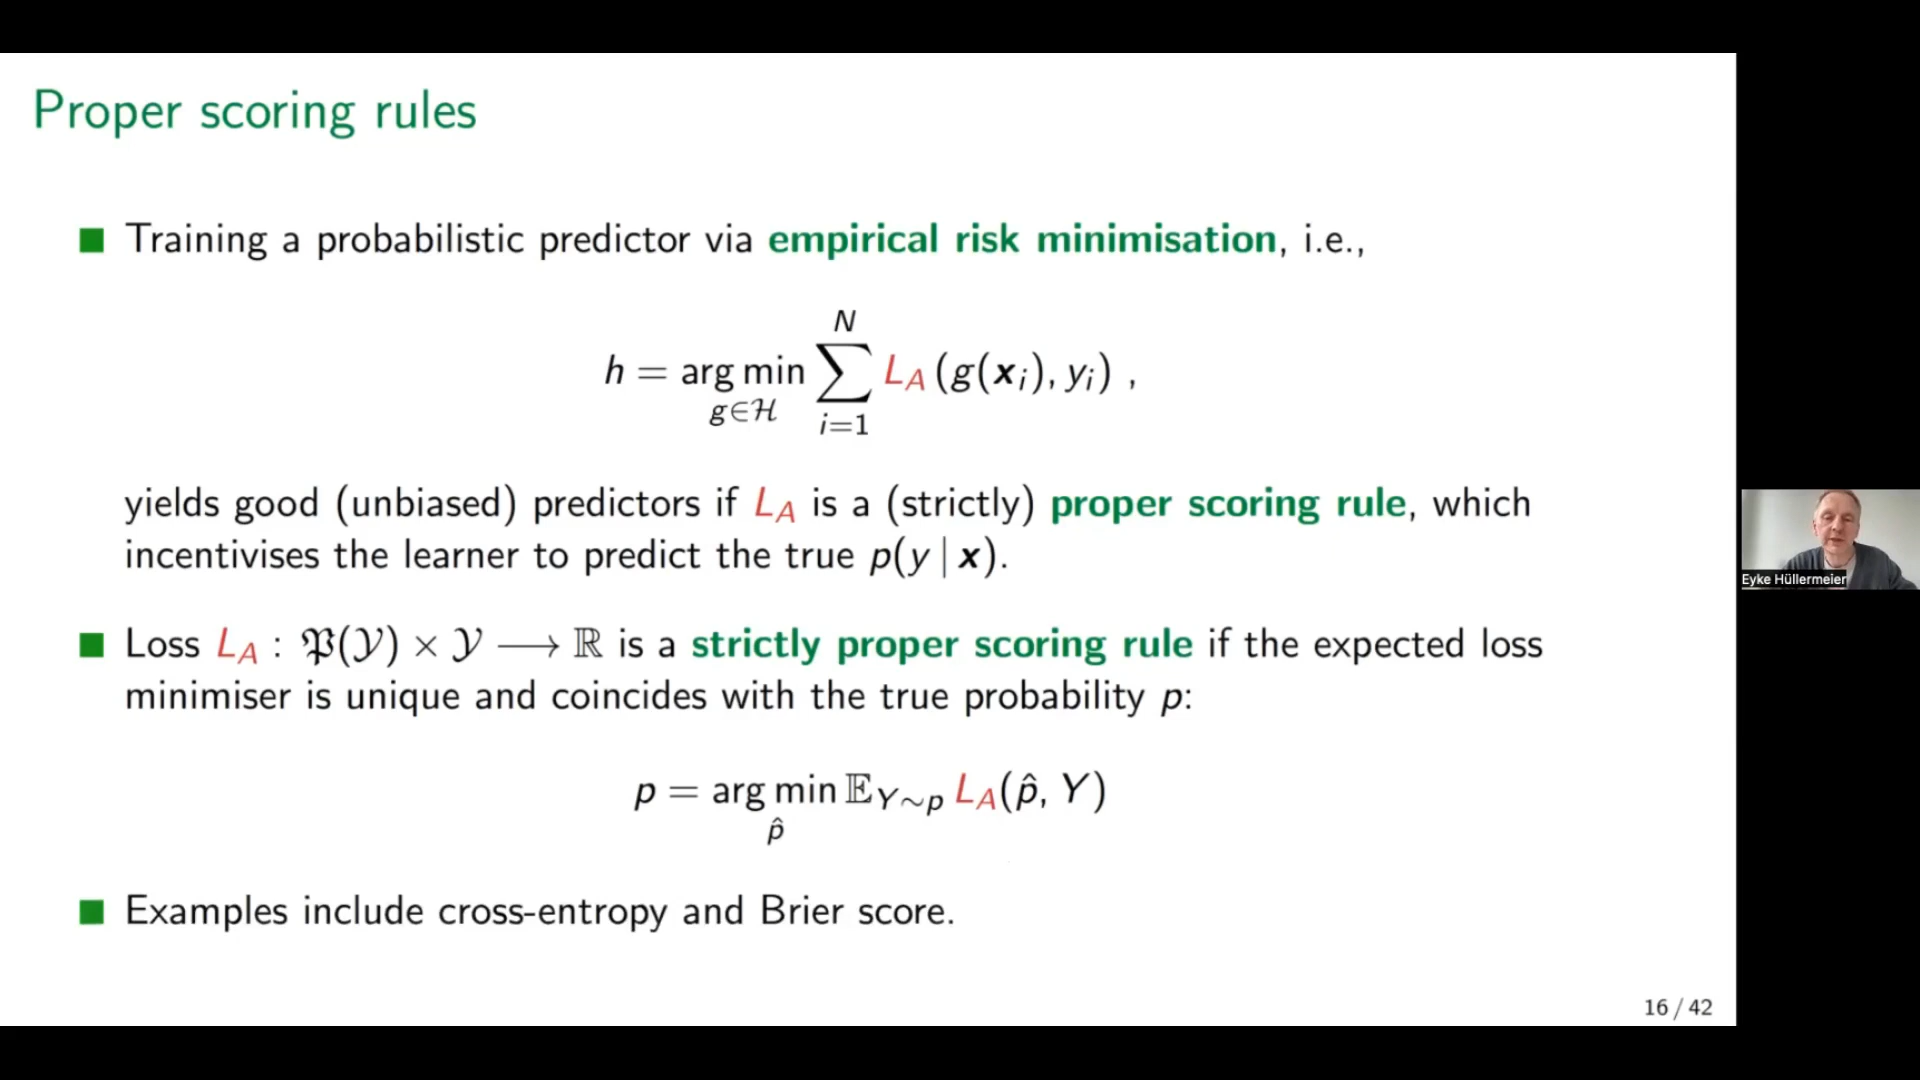 Proper scoring rules
■ Training a probabilistic predictor via empirical risk minimisation, i.e.,
h = arg min_{g∈ℋ} ∑_{i=1}^{N} L_A (g(x_i), y_i) ,
yields good (unbiased) predictors if L_A is a (strictly) proper scoring rule, which
incentivises the learner to predict the true p(y | x).
■ Loss L_A : 𝔓(𝒴) × 𝒴 ⟶ ℝ is a strictly proper scoring rule if the expected loss
minimiser is unique and coincides with the true probability p:
p = arg min_{p̂} 𝔼_{Y∼p} L_A(p̂, Y)
■ Examples include cross-entropy and Brier score.
16 / 42
Eyke Hüllermeier